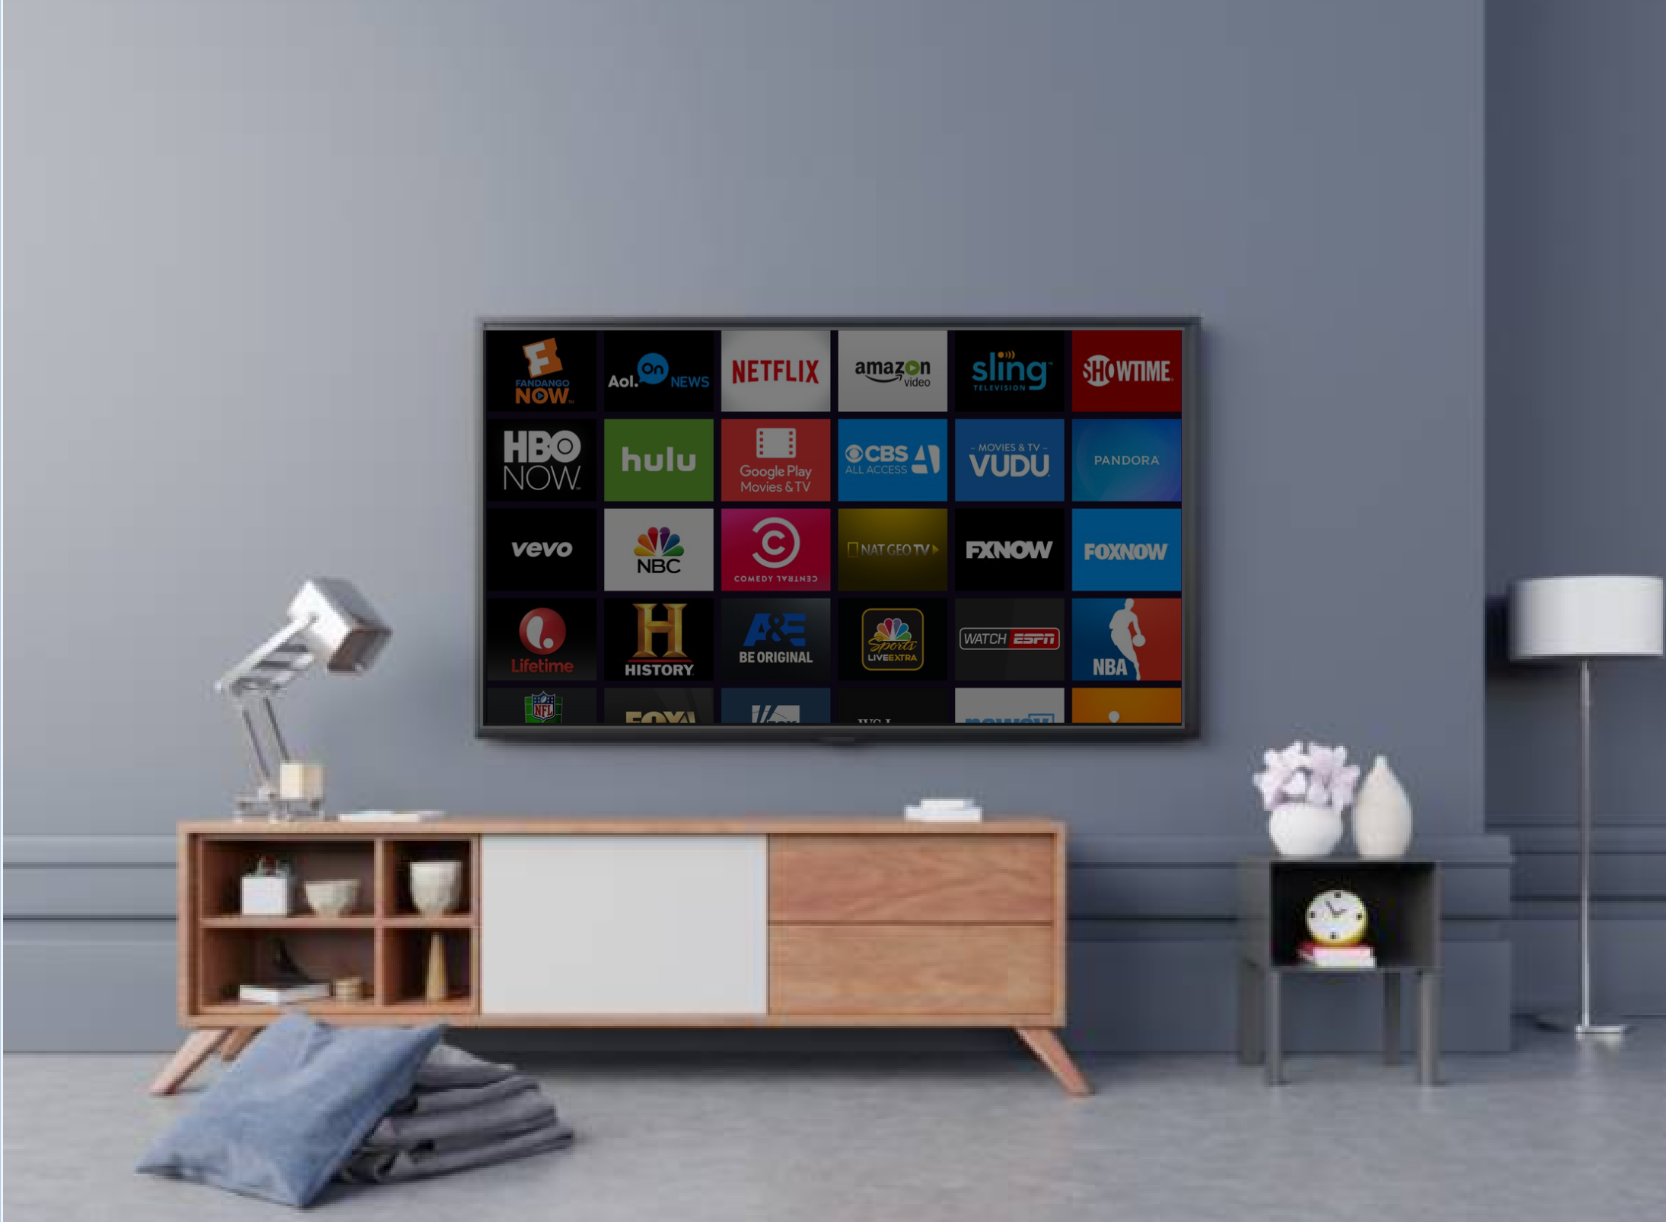 FANDANGO
NOW
Aol. On NEWS
NETFLIX
amazon
video
sling
TELEVISION
SHOWTIME
HBO
NOW
hulu
Google Play
Movies & TV
CBS
ALL ACCESS
- MOVIES & TV -
VUDU
PANDORA
vevo
NBC
C
COMEDY CENTRAL
NAT GEO TV
FXNOW
FOXNOW
Lifetime
H
HISTORY
A&E
BE ORIGINAL
Sports
LIVE EXTRA
WATCH ESPN
NBA
NFL
WSJ